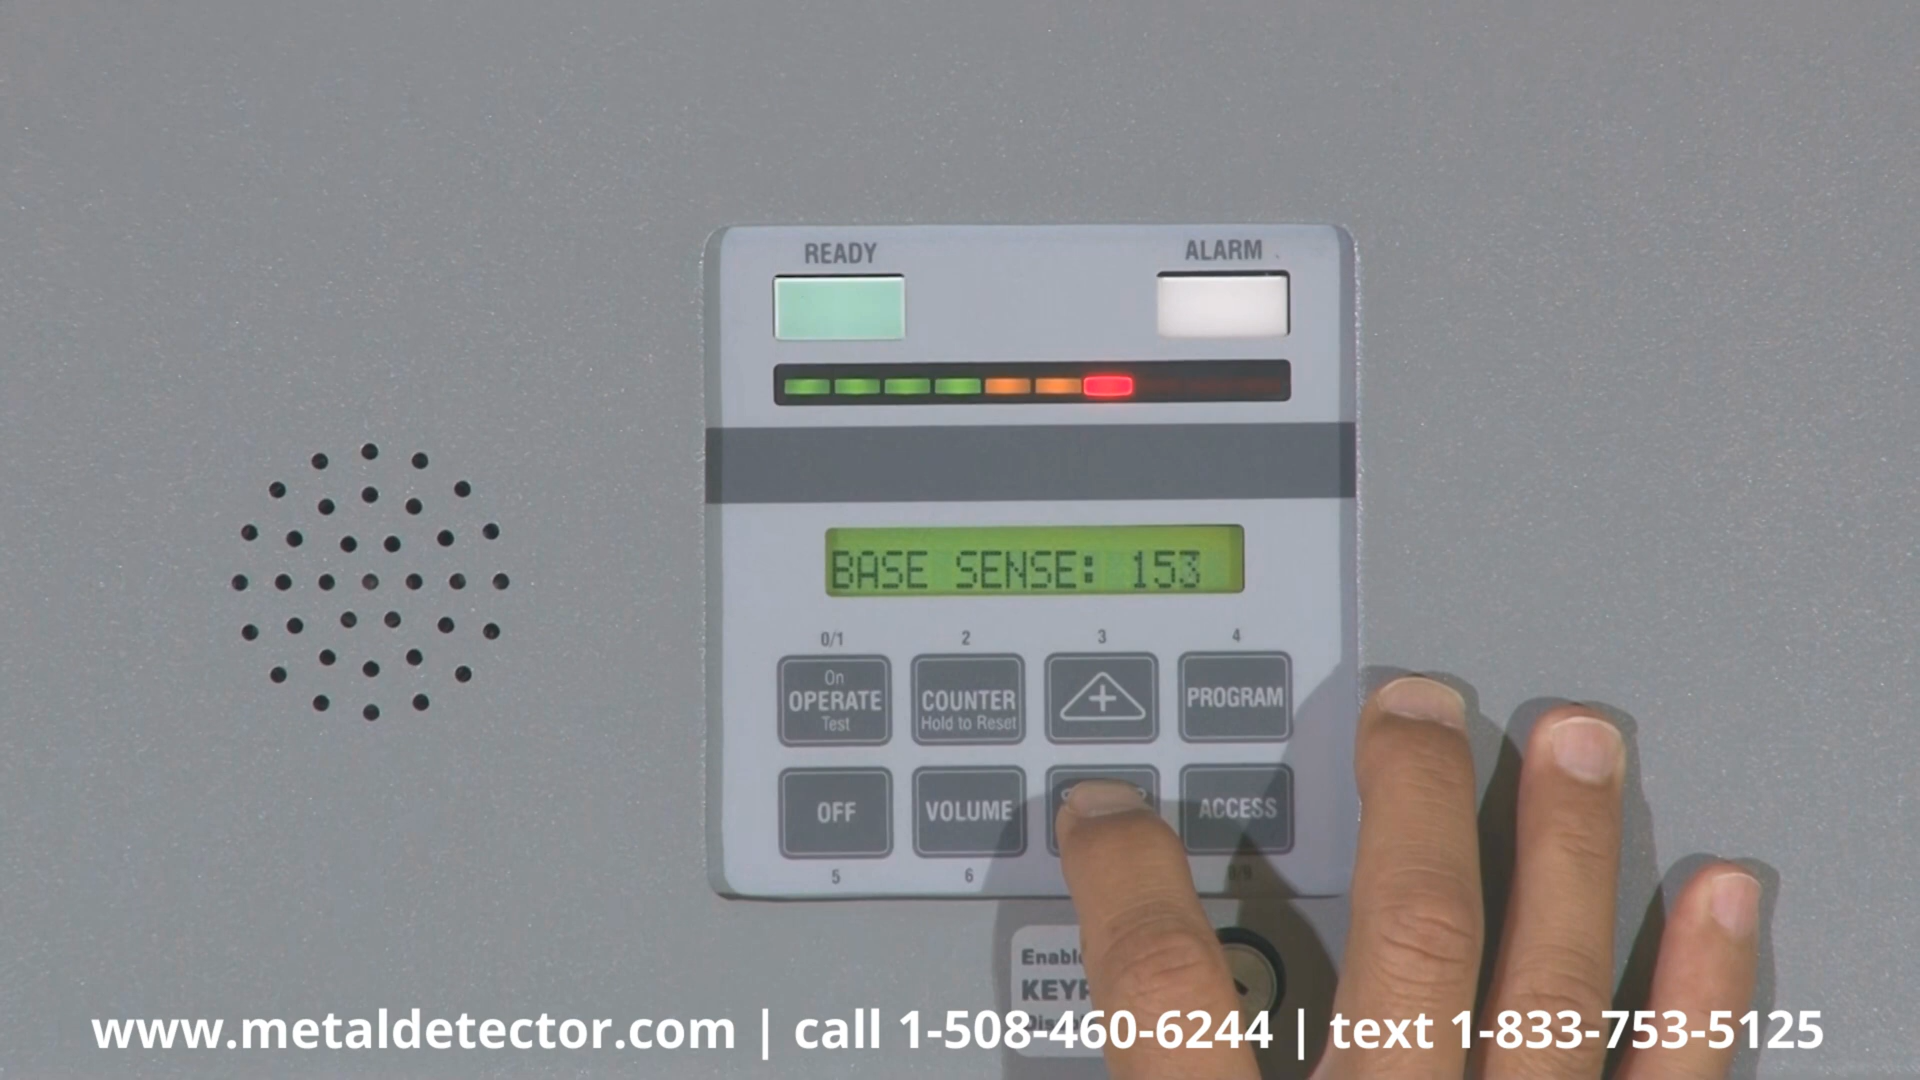 READY
ALARM
BASE SENSE: 153
0/1
2
3
4
On
OPERATE
Test
COUNTER
Hold to Reset
+
PROGRAM
OFF
VOLUME
ACCESS
5
6
www.metaldetector.com | call 1-508-460-6244 | text 1-833-753-5125